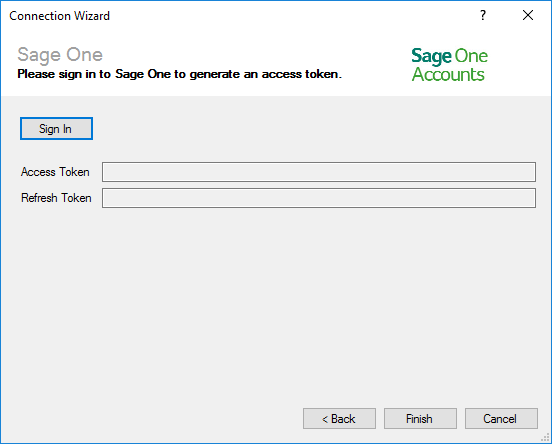 Connection Wizard
?
Sage One
Please sign in to Sage One to generate an access token.
Sage One
Accounts
Sign In
Access Token
Refresh Token
< Back
Finish
Cancel